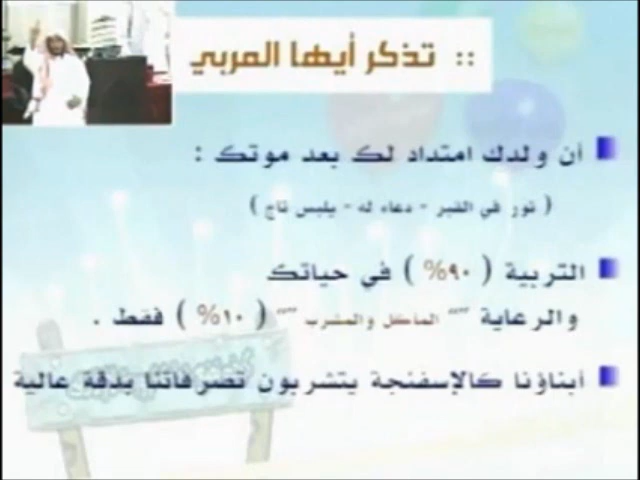 :: تذكر أيها المربي
أن ولدك امتداد لك بعد موتك :
( نور في القبر - دعاء له - يلبس تاج )
التربية ( ٩٠% ) في حياتك
والرعاية "" المأكل والمشرب "" ( ١٠% ) فقط .
أبناؤنا كالإسفنجة يتشربون تصرفاتنا بدقة عالية